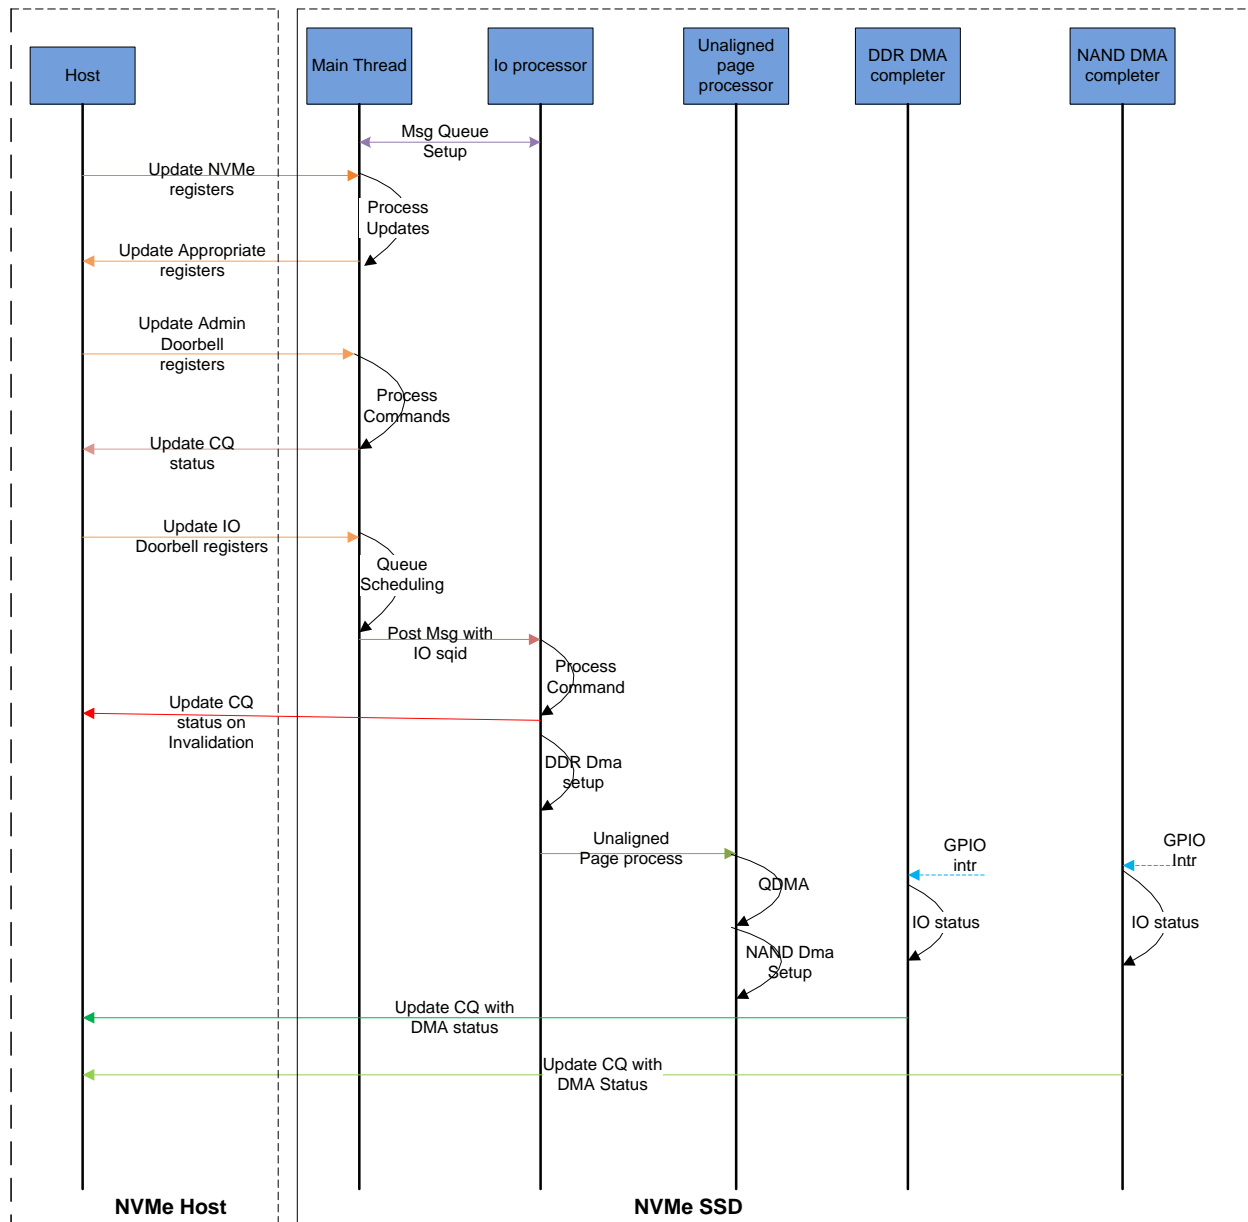 Host
Main Thread
Io processor
Unaligned
page
processor
DDR DMA
completer
NAND DMA
completer
Msg Queue
Setup
Update NVMe
registers
Process
Updates
Update Appropriate
registers
Update Admin
Doorbell
registers
Process
Commands
Update CQ
status
Update IO
Doorbell registers
Queue
Scheduling
Post Msg with
IO sqid
Process
Command
Update CQ
status on
Invalidation
DDR Dma
setup
Unaligned
Page process
GPIO
intr
GPIO
Intr
QDMA
IO status
IO status
NAND Dma
Setup
Update CQ with
DMA status
Update CQ with
DMA Status
NVMe Host
NVMe SSD